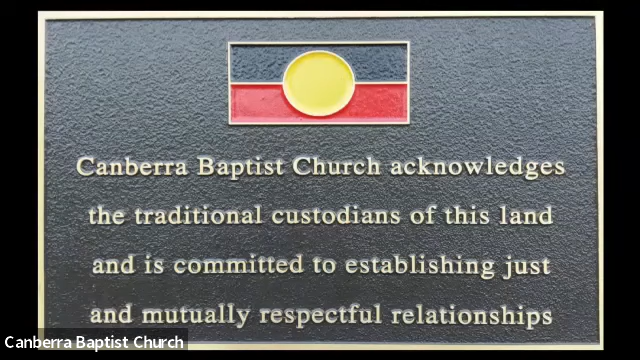 Canberra Baptist Church acknowledges
the traditional custodians of this land
and is committed to establishing just
and mutually respectful relationships
Canberra Baptist Church